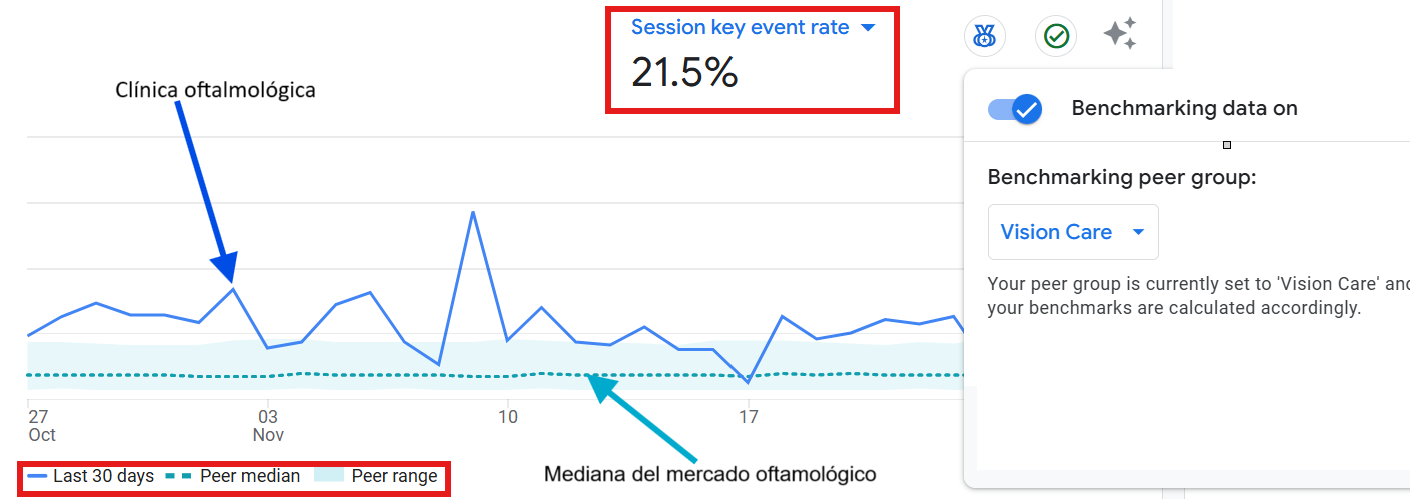 Session key event rate
21.5%
Clínica oftalmológica
Benchmarking data on
Benchmarking peer group:
Vision Care
Your peer group is currently set to 'Vision Care' and
your benchmarks are calculated accordingly.
27
Oct
03
Nov
10
17
Mediana del mercado oftamológico
Last 30 days
Peer median
Peer range